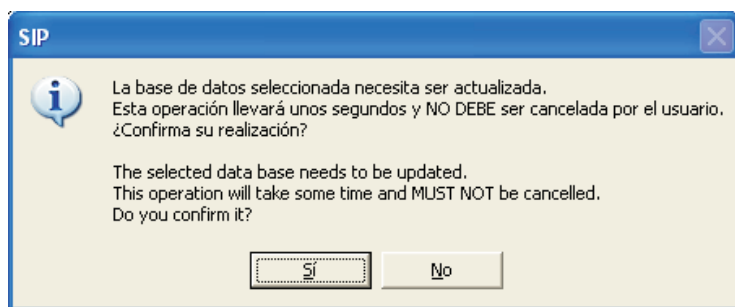 SIP
La base de datos seleccionada necesita ser actualizada.
Esta operación llevará unos segundos y NO DEBE ser cancelada por el usuario.
¿Confirma su realización?
The selected data base needs to be updated.
This operation will take some time and MUST NOT be cancelled.
Do you confirm it?
Sí
No